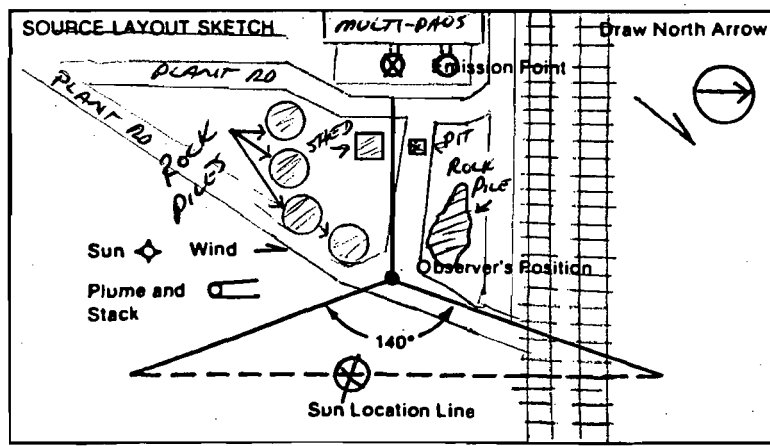 SOURCE LAYOUT SKETCH
MULTI-PADS
Draw North Arrow
PLANT RD
Emission Point
PLANT RD
ROCK PILES
SHED
PIT
ROCK PILE
Sun
Wind
Observer's Position
Plume and
Stack
140°
Sun Location Line